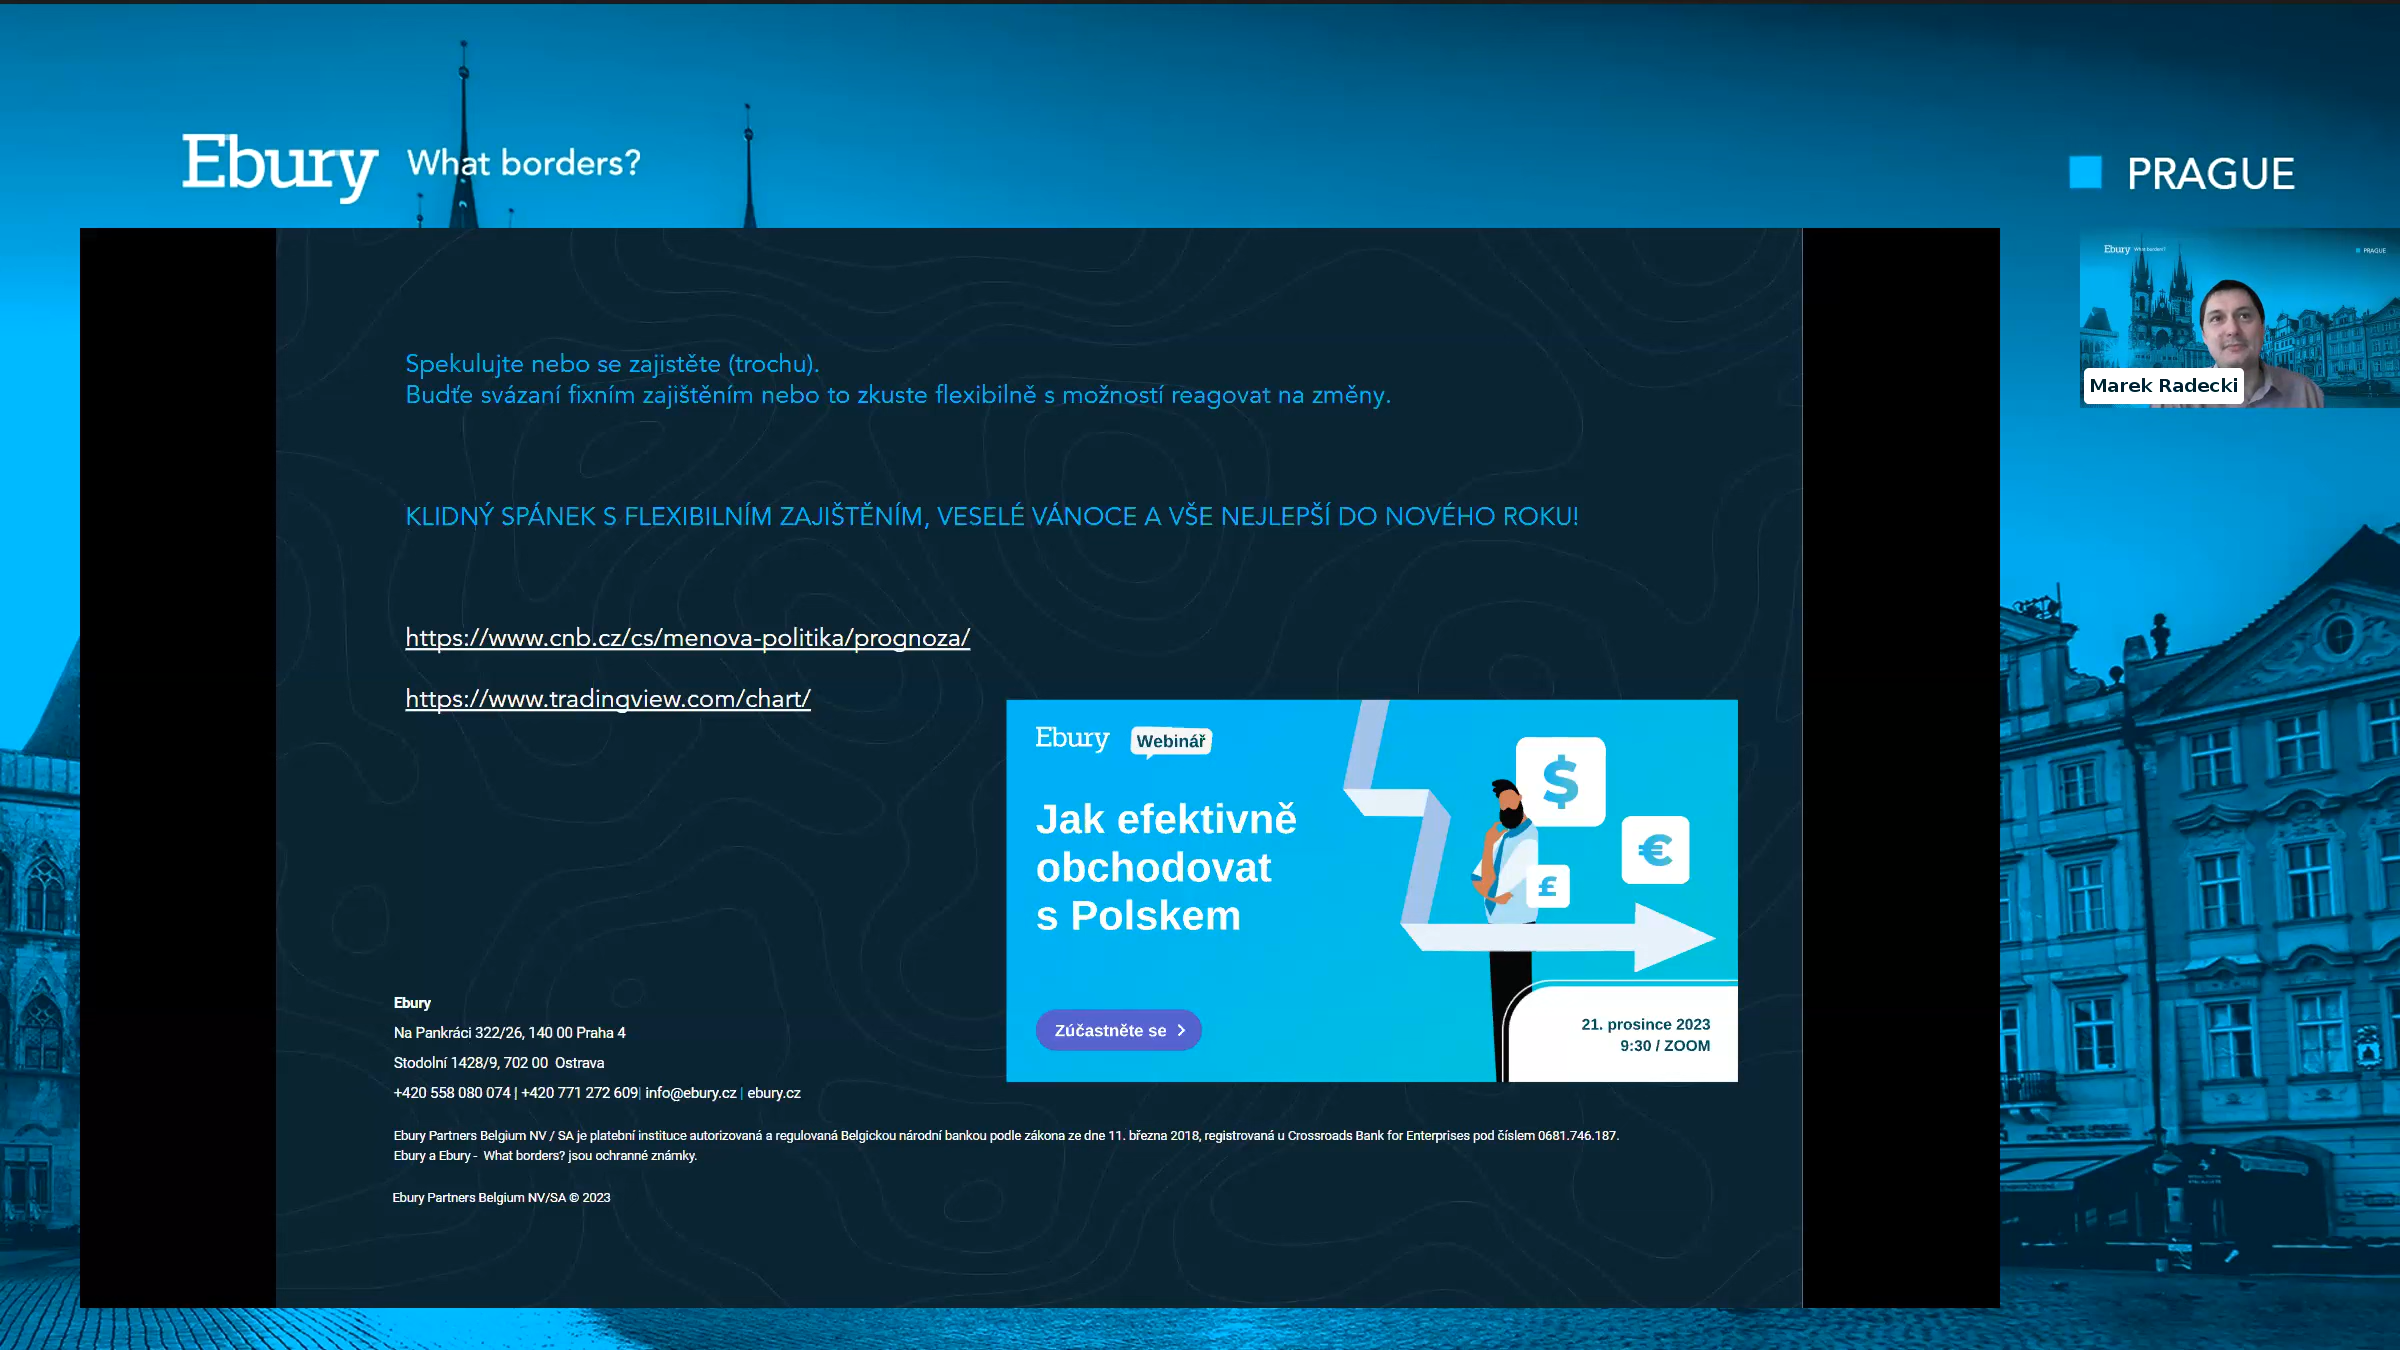 Ebury What borders?
PRAGUE
Ebury What borders?
PRAGUE
Marek Radecki
Spekulujte nebo se zajistěte (trochu).
Budťe svázaní fixním zajištěním nebo to zkuste flexibilně s možností reagovat na změny.
KLIDNÝ SPÁNEK S FLEXIBILNÍM ZAJIŠTĚNÍM, VESELÉ VÁNOCE A VŠE NEJLEPŠÍ DO NOVÉHO ROKU!
https://www.cnb.cz/cs/menova-politika/prognoza/
https://www.tradingview.com/chart/
Ebury Webinář
Jak efektivně
obchodovat
s Polskem
$
€
£
Zúčastněte se >
21. prosince 2023
9:30 / ZOOM
Ebury
Na Pankráci 322/26, 140 00 Praha 4
Stodolní 1428/9, 702 00 Ostrava
+420 558 080 074 | +420 771 272 609| info@ebury.cz | ebury.cz
Ebury Partners Belgium NV / SA je platební instituce autorizovaná a regulovaná Belgickou národní bankou podle zákona ze dne 11. března 2018, registrovaná u Crossroads Bank for Enterprises pod číslem 0681.746.187.
Ebury a Ebury - What borders? jsou ochranné známky.
Ebury Partners Belgium NV/SA © 2023